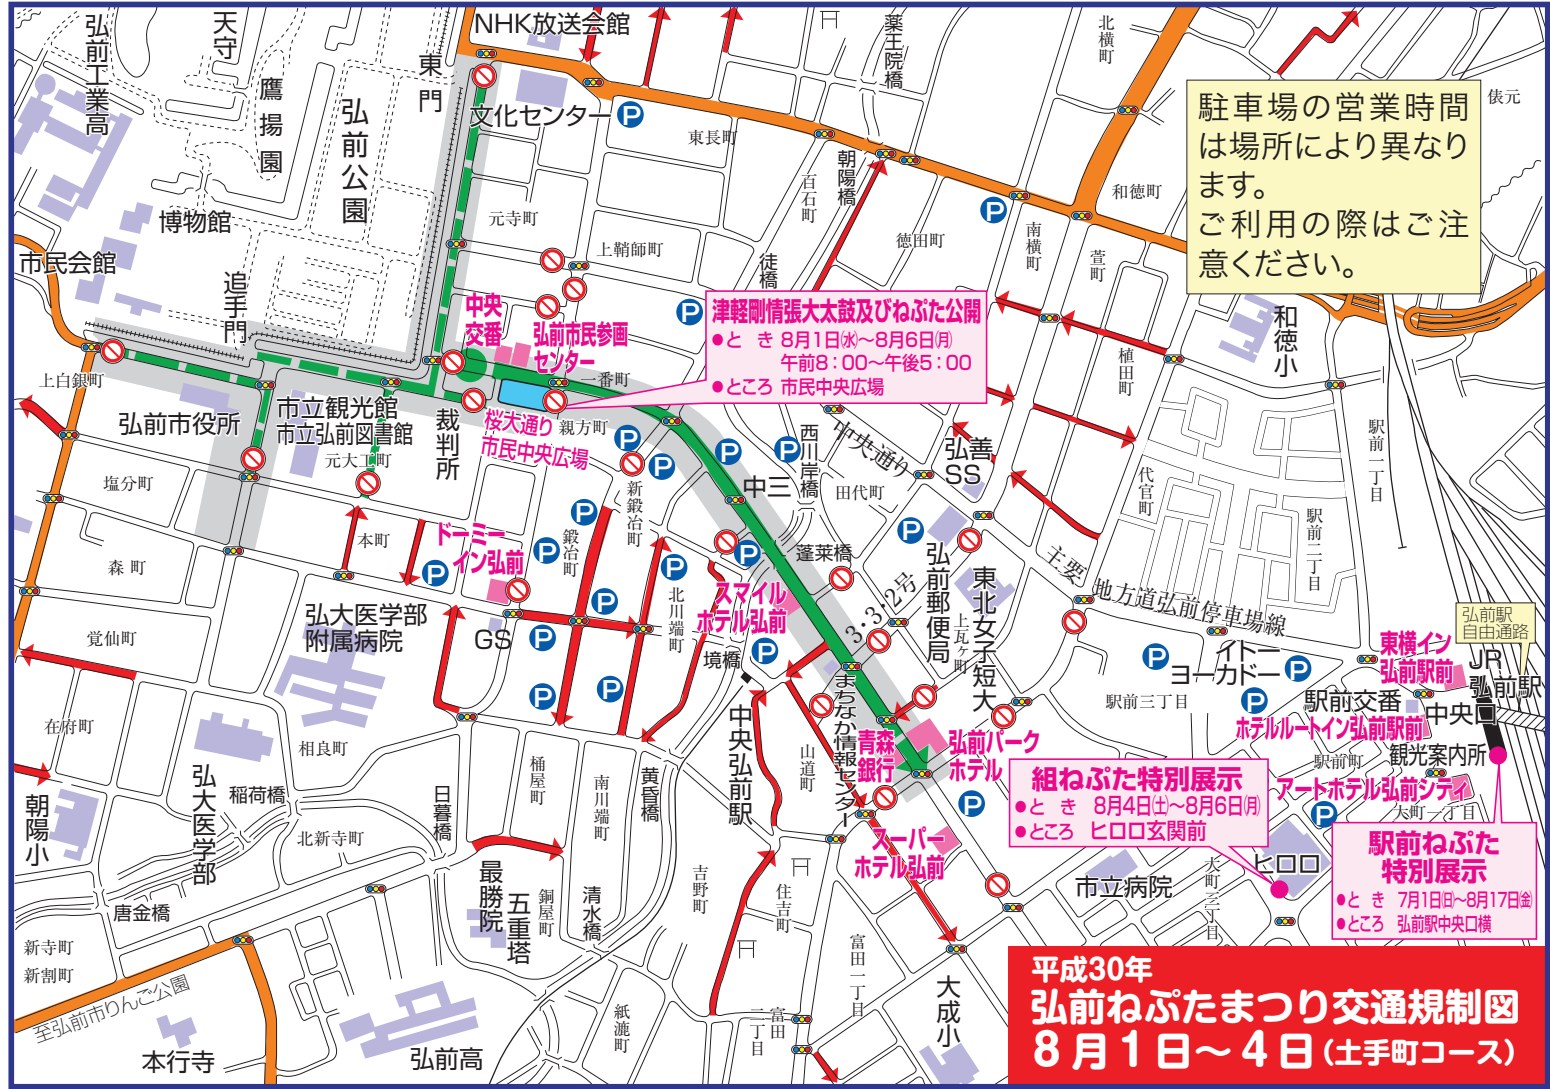 NHK放送会館
弘前工業高
天守
鷹揚園
弘前公園
東門
文化センター
P
東長町
薬王院橋
北横町
俵元
駐車場の営業時間
は場所により異なり
ます。
ご利用の際はご注
意ください。
博物館
市民会館
追手門
元寺町
上鞘師町
百石町
朝陽橋
徒橋
徳田町
南横町
萱町
和徳町
和徳小
植田町
中央
交番
弘前市民参画
センター
津軽剛情張大太鼓及びねぷた公開
●と き 8月1日㈬~8月6日㈪
午前8:00~午後5:00
●ところ 市民中央広場
一番町
上白銀町
弘前市役所
市立観光館
市立弘前図書館
元大工町
裁判所
桜大通り
市民中央広場
親方町
新鍛冶町
中三
西川岸橋
田代町
中央通り
弘善
SS
代官町
駅前一丁目
駅前二丁目
塩分町
森町
本町
ドーミー
イン弘前
鍛冶町
北川端町
蓬莱橋
スマイル
ホテル弘前
3・3・2号
弘前郵便局
上瓦ヶ町
東北女子短大
主要地方道弘前停車場線
弘前駅
自由通路
覚仙町
弘大医学部
附属病院
GS
境橋
東横イン
弘前駅前
JR
弘前駅
イトー
ヨーカドー
駅前三丁目
駅前交番
中央口
ホテルルートイン弘前駅前
観光案内所
駅前町
アートホテル弘前シティ
大町一丁目
在府町
相良町
弘大医学部
稲荷橋
朝陽小
北新寺町
日暮橋
桶屋町
南川端町
黄昏橋
中央弘前駅
山道町
まちなか情報センター
青森
銀行
弘前パーク
ホテル
スーパー
ホテル弘前
組ねぷた特別展示
●と き 8月4日㈯~8月6日㈪
●ところ ヒロロ玄関前
駅前ねぷた
特別展示
●と き 7月1日㈰~8月17日㈮
●ところ 弘前駅中央口横
ヒロロ
市立病院
大町二丁目
唐金橋
新寺町
新割町
最勝院
五重塔
銅屋町
清水橋
吉野町
住吉町
富田一丁目
富田
二丁目
大成小
紙漉町
至弘前市りんご公園
本行寺
弘前高
平成30年
弘前ねぷたまつり交通規制図
8月1日~4日(土手町コース)